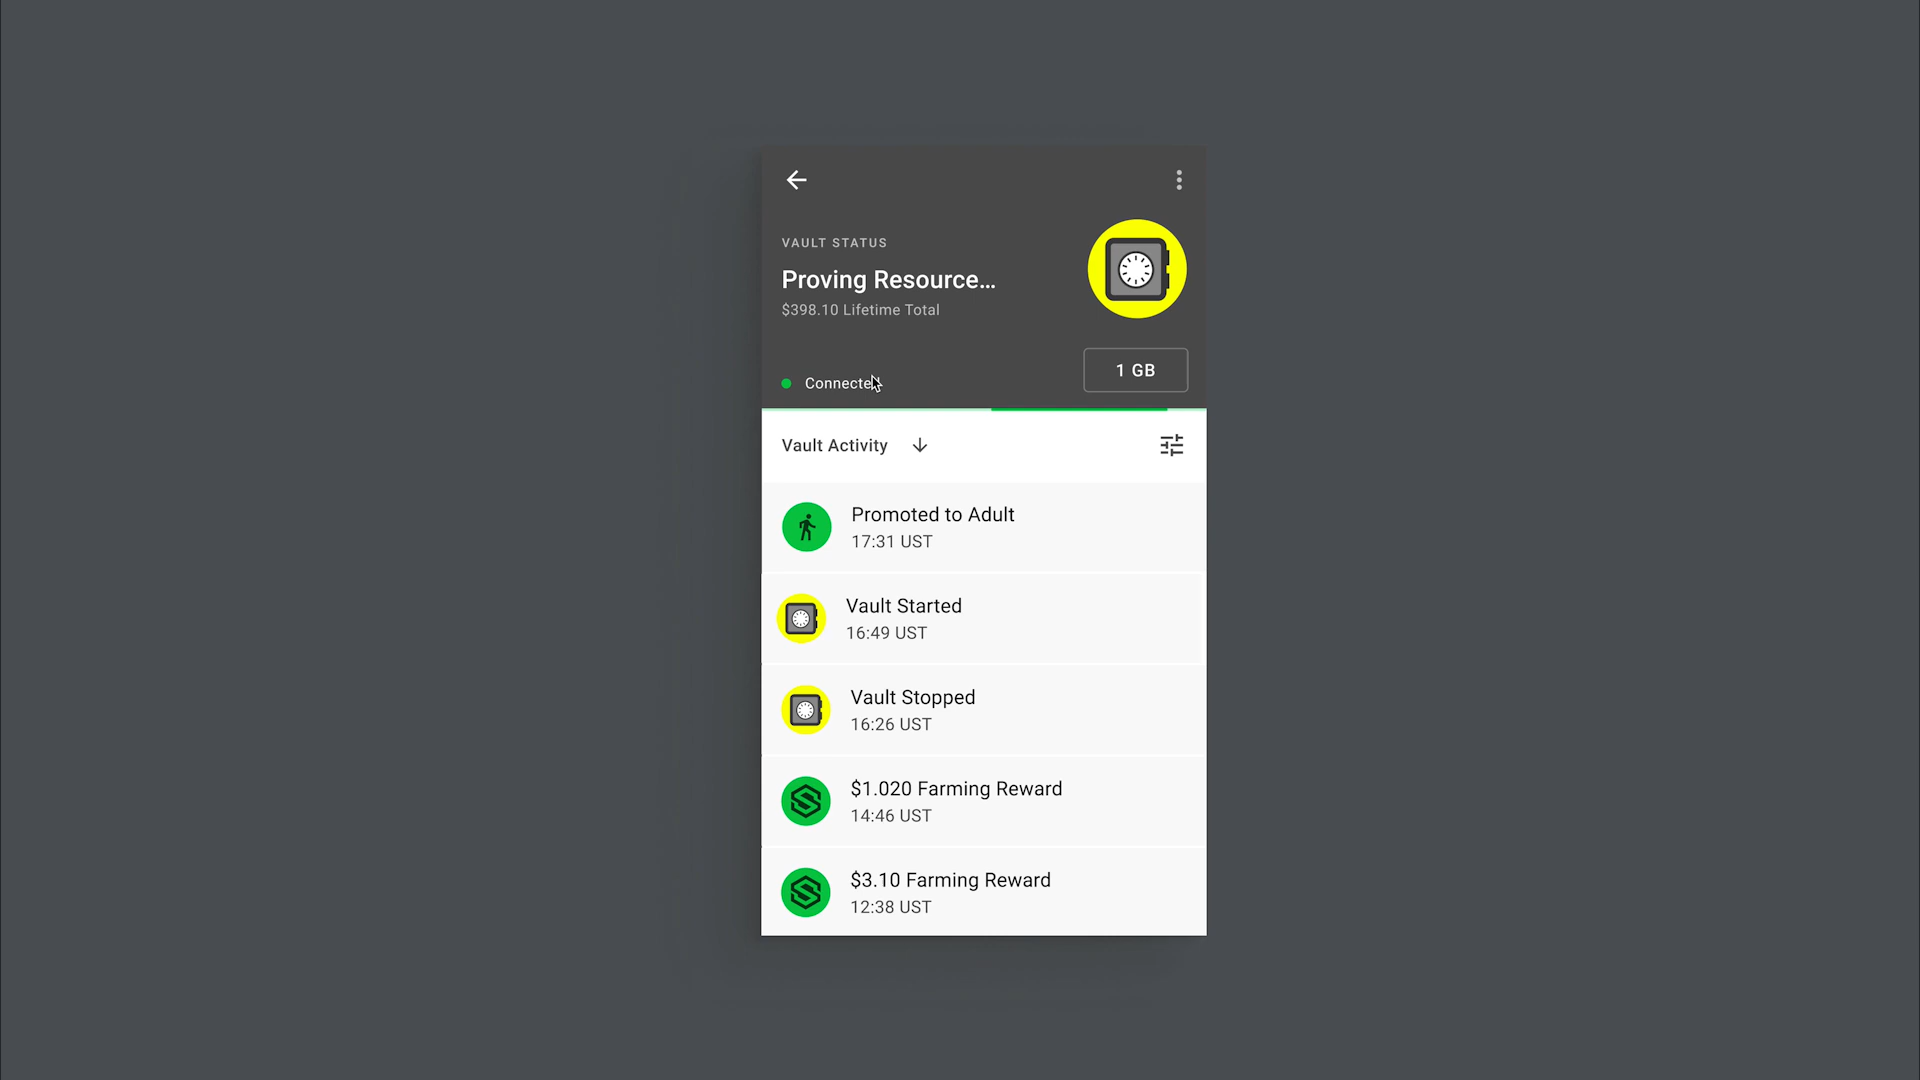 VAULT STATUS
Proving Resource...
$398.10 Lifetime Total
Connected
1 GB
Vault Activity
Promoted to Adult
17:31 UST
Vault Started
16:49 UST
Vault Stopped
16:26 UST
$1.020 Farming Reward
14:46 UST
$3.10 Farming Reward
12:38 UST